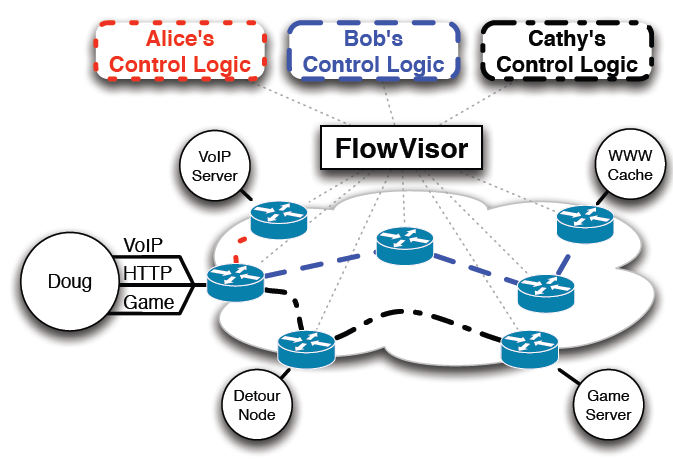 Alice's
Control Logic
Bob's
Control Logic
Cathy's
Control Logic
FlowVisor
VoIP
Server
WWW
Cache
Doug
VoIP
HTTP
Game
Detour
Node
Game
Server